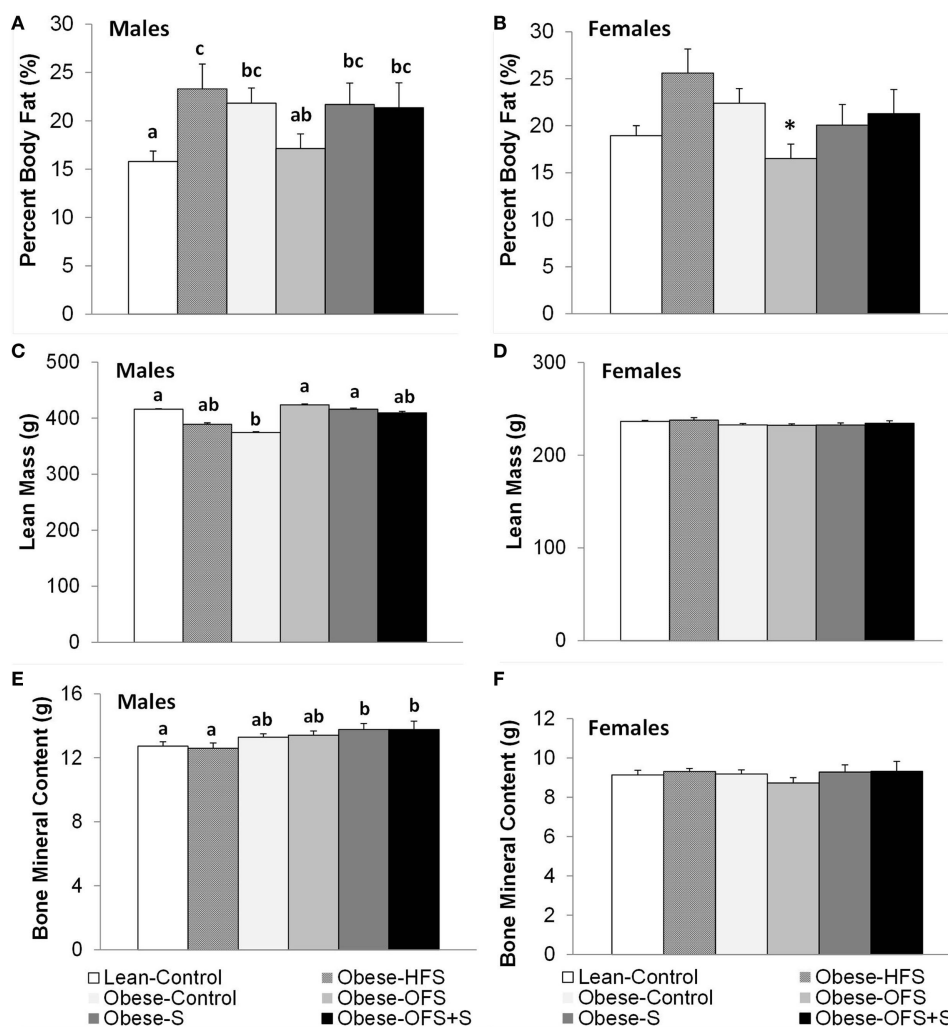 A
Males
Percent Body Fat (%)
30
25
20
15
10
5
0
a
c
bc
ab
bc
bc
B
Females
Percent Body Fat (%)
30
25
20
15
10
5
0
*
C
Males
Lean Mass (g)
500
400
300
200
100
0
a
ab
b
a
a
ab
D
Females
Lean Mass (g)
300
200
100
0
E
Males
Bone Mineral Content (g)
16
12
8
4
0
a
a
ab
ab
b
b
F
Females
Bone Mineral Content (g)
12
10
8
6
4
2
0
Lean-Control
Obese-HFS
Obese-Control
Obese-OFS
Obese-S
Obese-OFS+S
Lean-Control
Obese-HFS
Obese-Control
Obese-OFS
Obese-S
Obese-OFS+S